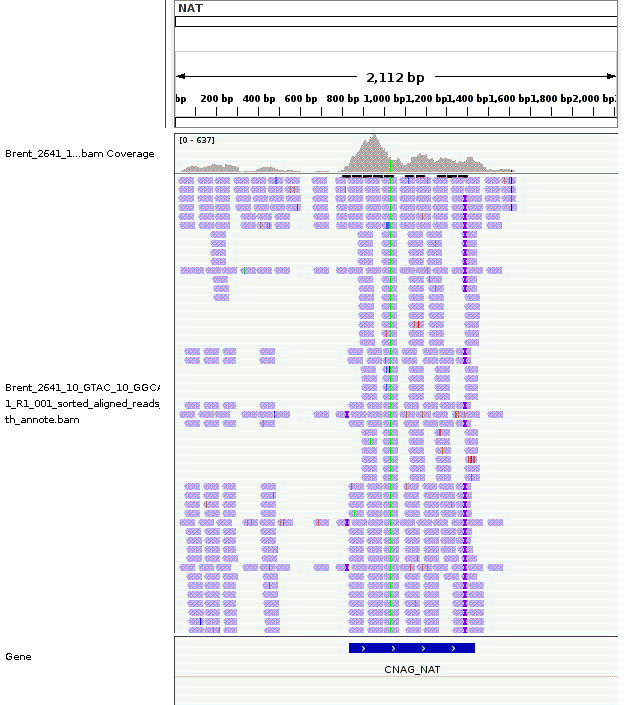 NAT
2,112 bp
bp 200 bp 400 bp 600 bp 800 bp 1,000 bp 1,200 bp 1,400 bp 1,600 bp 1,800 bp 2,000 bp
[0 - 637]
Brent_2641_1...bam Coverage
Brent_2641_10_GTAC_10_GGCA
1_R1_001_sorted_aligned_reads_
th_annote.bam
Gene
CNAG_NAT